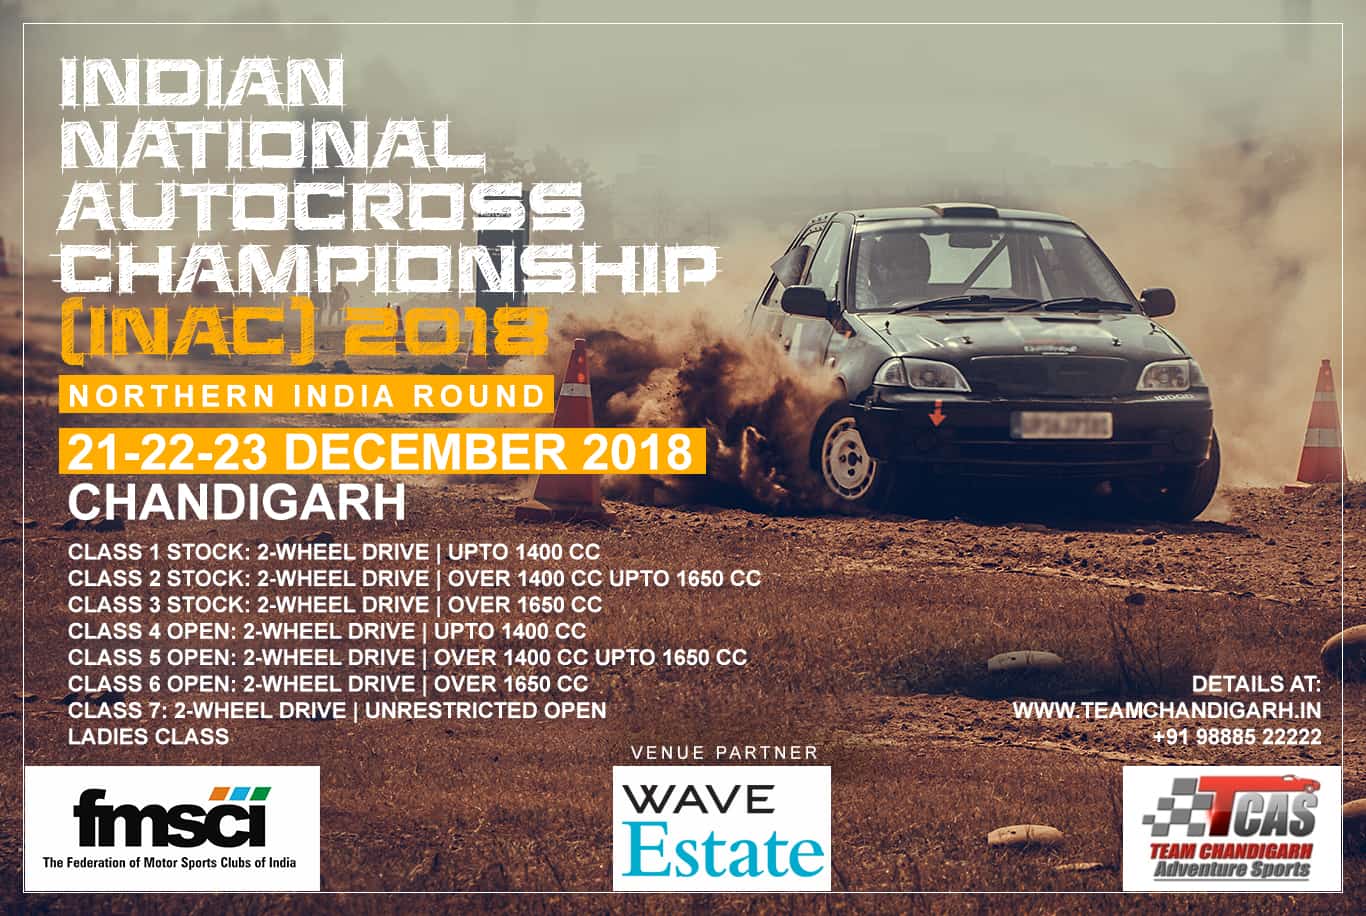 INDIAN
NATIONAL
AUTOCROSS
CHAMPIONSHIP
(INAC) 2018
NORTHERN INDIA ROUND
21-22-23 DECEMBER 2018
CHANDIGARH
CLASS 1 STOCK: 2-WHEEL DRIVE | UPTO 1400 CC
CLASS 2 STOCK: 2-WHEEL DRIVE | OVER 1400 CC UPTO 1650 CC
CLASS 3 STOCK: 2-WHEEL DRIVE | OVER 1650 CC
CLASS 4 OPEN: 2-WHEEL DRIVE | UPTO 1400 CC
CLASS 5 OPEN: 2-WHEEL DRIVE | OVER 1400 CC UPTO 1650 CC
CLASS 6 OPEN: 2-WHEEL DRIVE | OVER 1650 CC
CLASS 7: 2-WHEEL DRIVE | UNRESTRICTED OPEN
LADIES CLASS
DETAILS AT:
WWW.TEAMCHANDIGARH.IN
+91 98885 22222
VENUE PARTNER
fmsci
The Federation of Motor Sports Clubs of India
WAVE
Estate
TCAS
TEAM CHANDIGARH
Adventure Sports